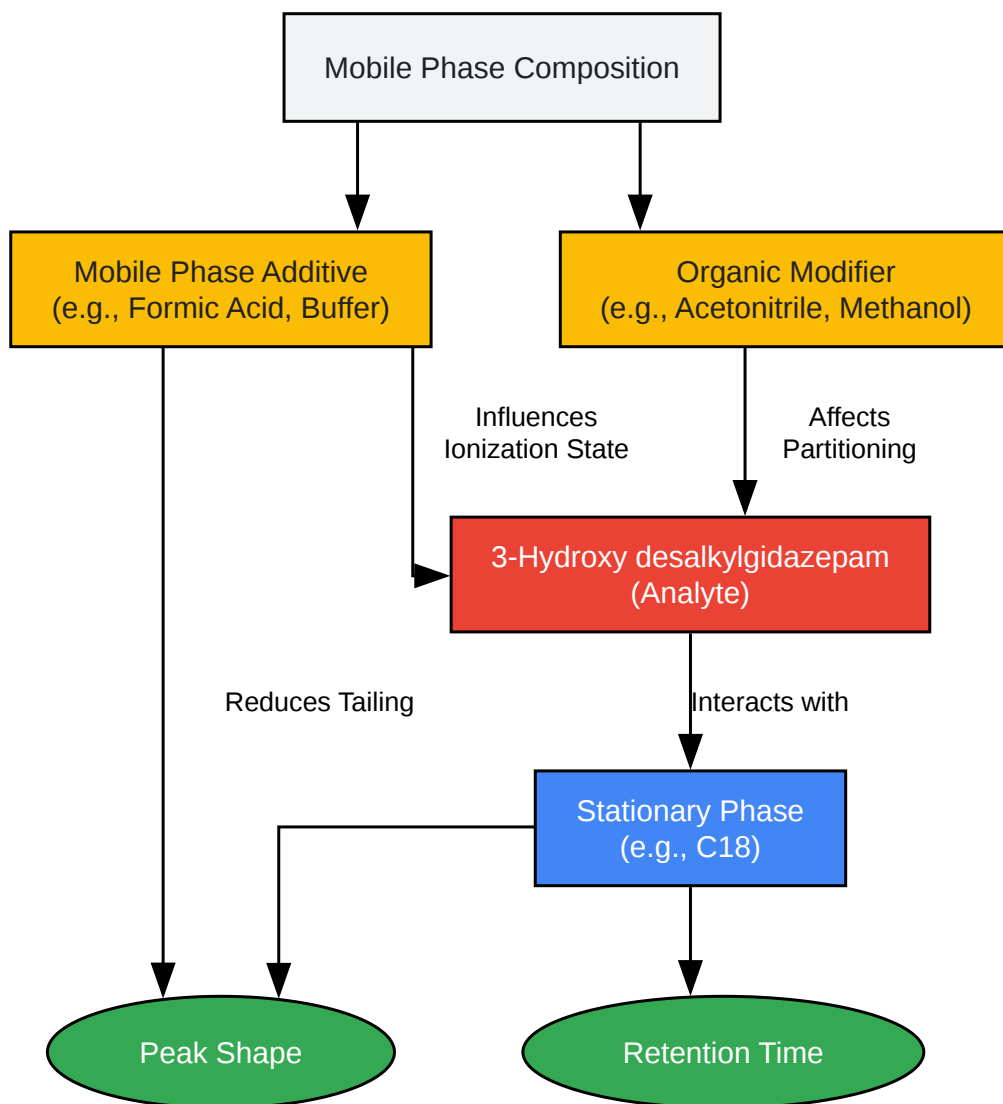 Mobile Phase Composition
Mobile Phase Additive
(e.g., Formic Acid, Buffer)
Organic Modifier
(e.g., Acetonitrile, Methanol)
Influences
Ionization State
Affects
Partitioning
3-Hydroxy desalkylgidazepam
(Analyte)
Reduces Tailing
Interacts with
Stationary Phase
(e.g., C18)
Peak Shape
Retention Time